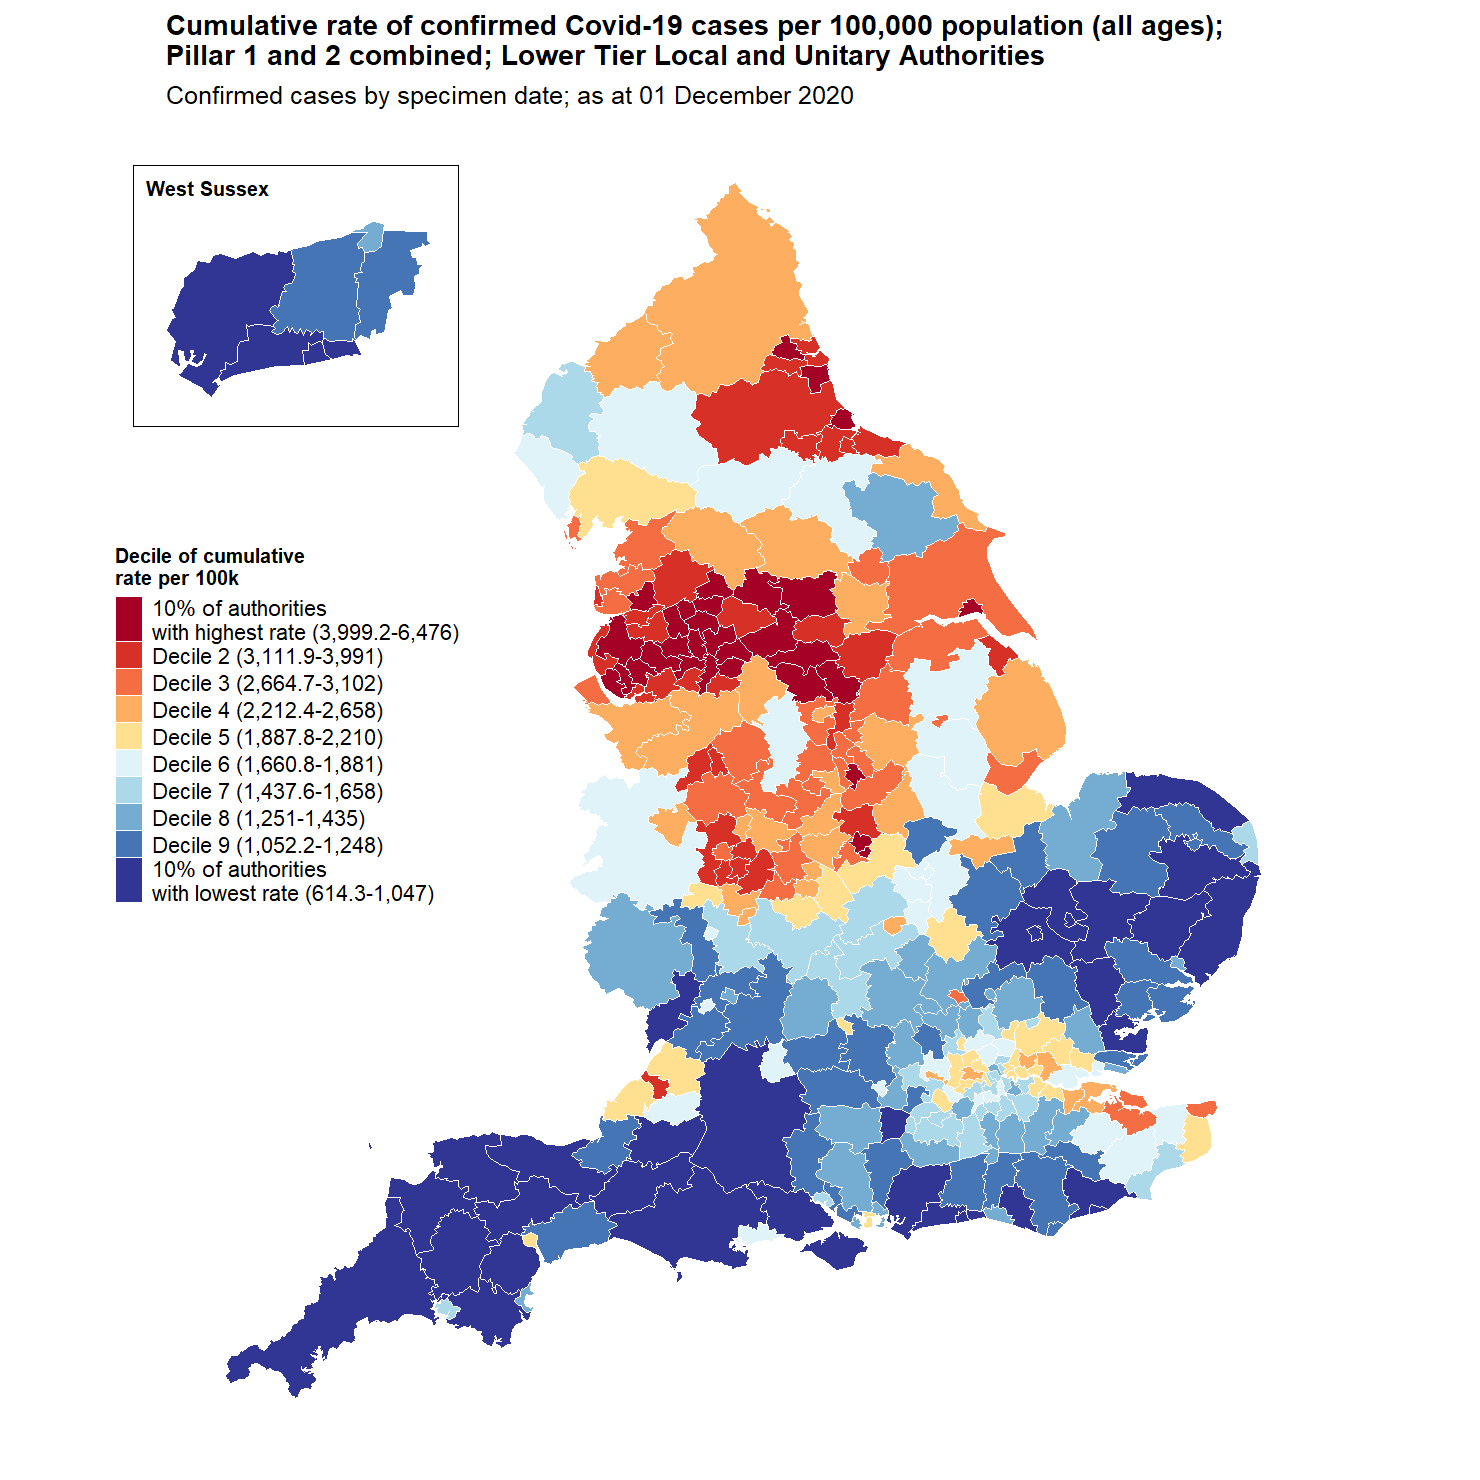 Cumulative rate of confirmed Covid-19 cases per 100,000 population (all ages);
Pillar 1 and 2 combined; Lower Tier Local and Unitary Authorities
Confirmed cases by specimen date; as at 01 December 2020
West Sussex
Decile of cumulative
rate per 100k
10% of authorities
with highest rate (3,999.2-6,476)
Decile 2 (3,111.9-3,991)
Decile 3 (2,664.7-3,102)
Decile 4 (2,212.4-2,658)
Decile 5 (1,887.8-2,210)
Decile 6 (1,660.8-1,881)
Decile 7 (1,437.6-1,658)
Decile 8 (1,251-1,435)
Decile 9 (1,052.2-1,248)
10% of authorities
with lowest rate (614.3-1,047)